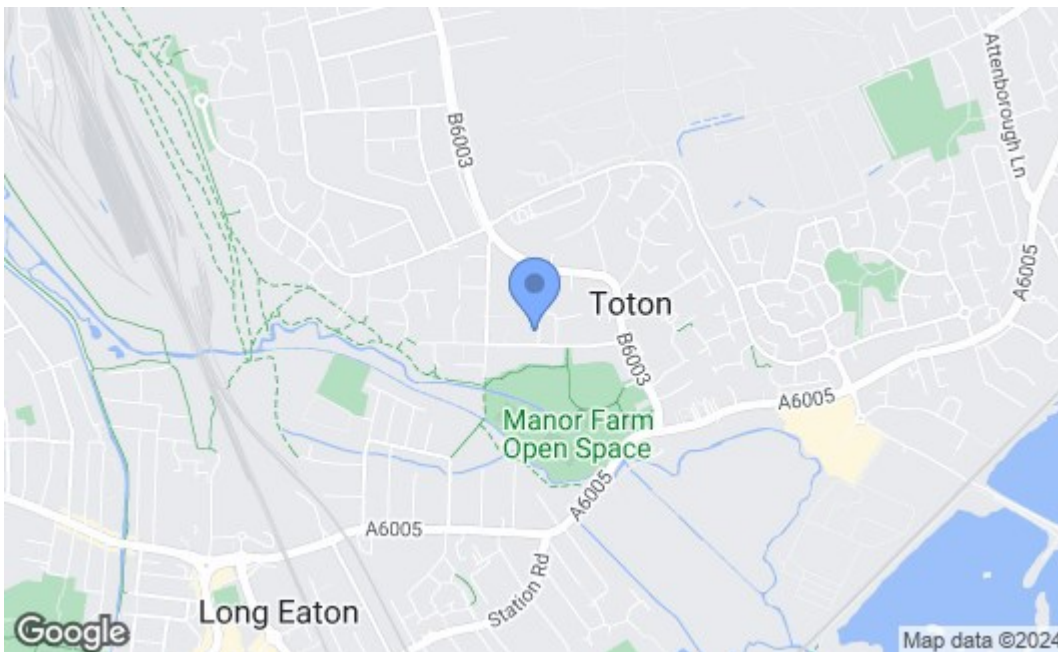 B6003
Attenborough Ln
A6005
Toton
B6003
A6005
Manor Farm
Open Space
A6005
A6005
Station Rd
Long Eaton
Google
Map data ©2024